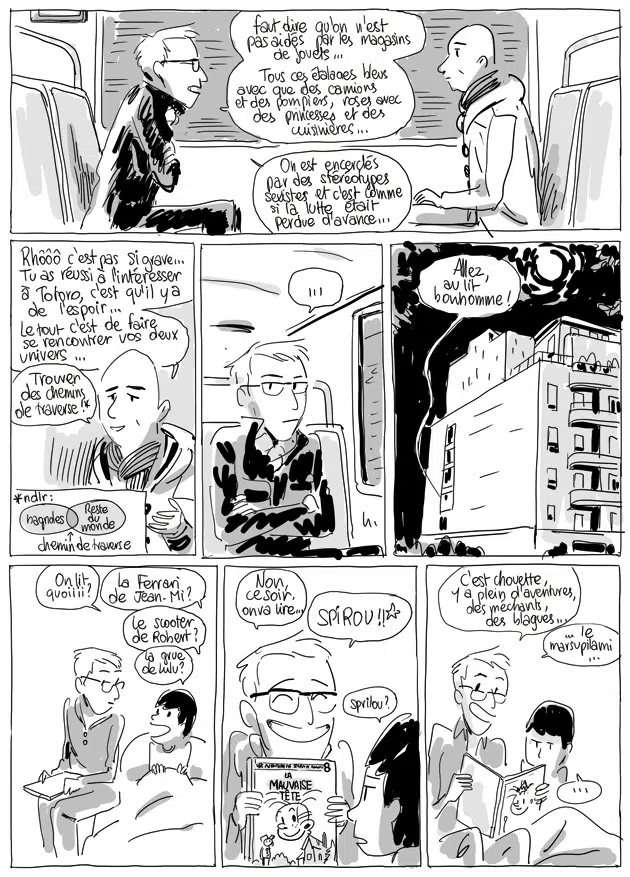 faut dire qu'on n'est
pas aidés par les magasins
de jouets...
Tous ces étalages bleus
avec que des camions
et des pompiers, roses avec
des princesses et des
cuisinières...
On est encerclés
par des stéréotypes
sexistes et c'est comme
si la lutte était
perdue d'avance...
Rhôôô c'est pas si grave...
Tu as réussi à l'intéresser
à Totoro, c'est qu'il y a
de l'espoir...
Le tout c'est de faire
se rencontrer vos deux
univers...
Trouver
des chemins
de traverse!*
*ndlr:
bagnoles
Reste
du
monde
chemin de traverse
...
Allez,
au lit
bonhomme!
On lit
quoiiii?
La Ferrari
de Jean-Mi?
Le scooter
de Robert?
la grue
de Lulu?
Non,
ce soir,
on va lire...
SPIROU!!
Sprilou?
8
LA
MAUVAISE
TÊTE
C'est chouette,
y a plein d'aventures,
des méchants,
des blagues...
... le
marsupilami
...
...